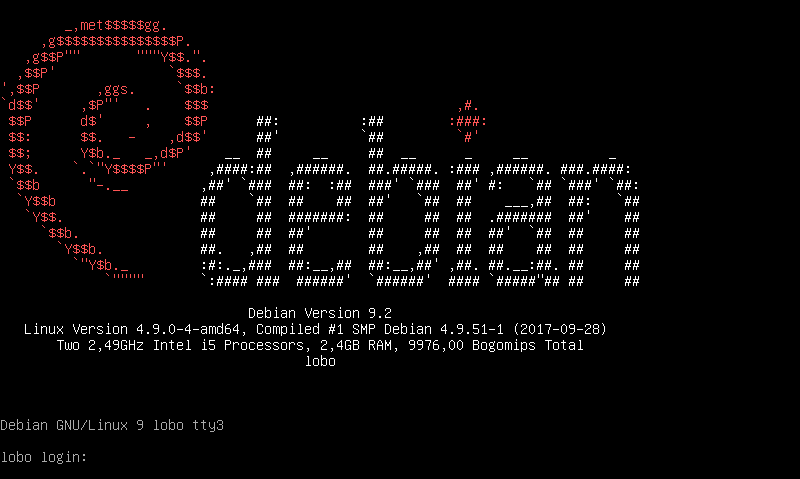 debian
Debian Version 9.2
Linux Version 4.9.0-4-amd64, Compiled #1 SMP Debian 4.9.51-1 (2017-09-28)
Two 2,49GHz Intel i5 Processors, 2,4GB RAM, 9976,00 Bogomips Total
lobo
Debian GNU/Linux 9 lobo tty3
lobo login: